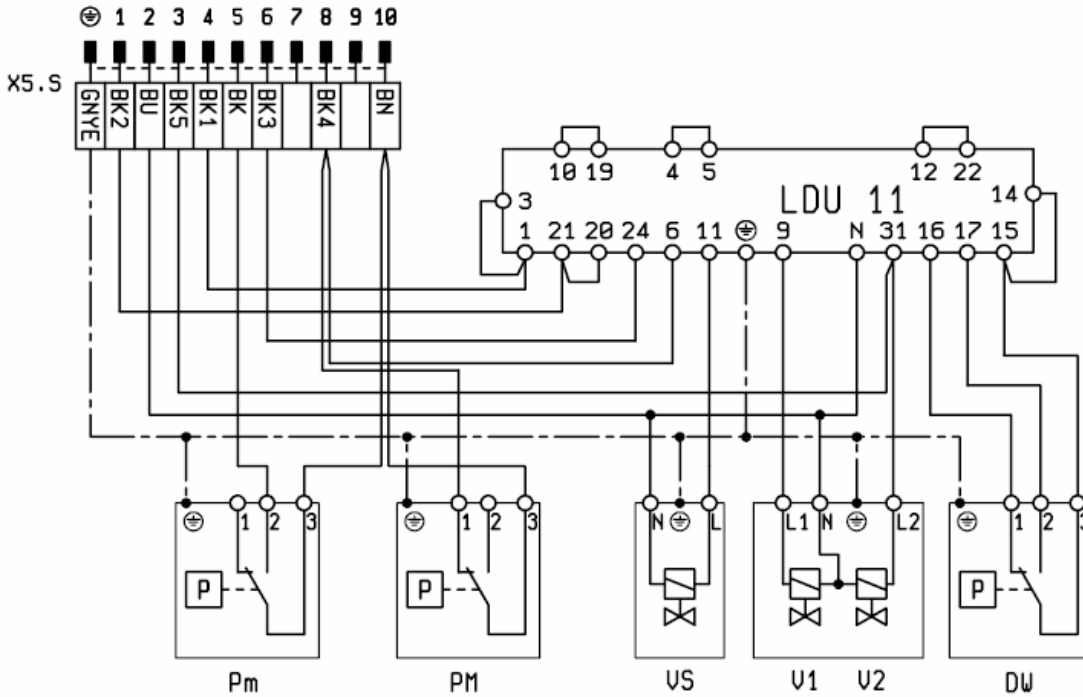 ⏚ 1 2 3 4 5 6 7 8 9 10
X5.S
GNYE BK2 BU BK5 BK1 BK BK3 BK4 BN
10 19 4 5 12 22
3 LDU 11 14
1 21 20 24 6 11 ⏚ 9 N 31 16 17 15
⏚ 1 2 3 ⏚ 1 2 3 N ⏚ L L1 N ⏚ L2 ⏚ 1 2 3
P P P
Pm PM VS V1 V2 DW